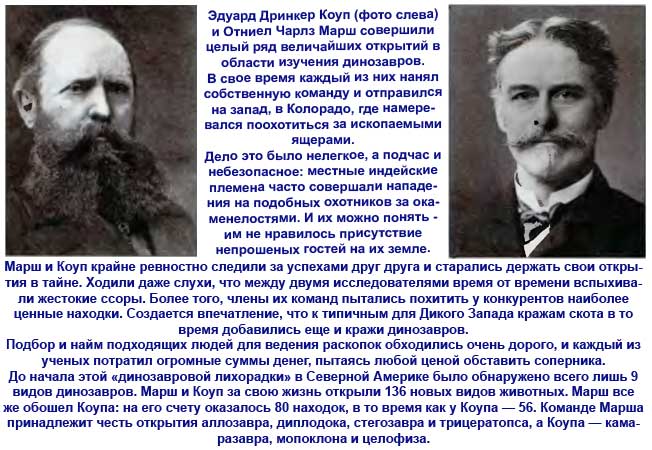 Эдуард Дринкер Коуп (фото слева)
и Отниел Чарлз Марш совершили
целый ряд величайших открытий в
области изучения динозавров.
В свое время каждый из них нанял
собственную команду и отправился
на запад, в Колорадо, где намере-
вался поохотиться за ископаемыми
ящерами.
Дело это было нелегкое, а подчас и
небезопасное: местные индейские
племена часто совершали нападе-
ния на подобных охотников за ока-
менелостями. И их можно понять -
им не нравилось присутствие
непрошеных гостей на их земле.
Марш и Коуп крайне ревностно следили за успехами друг друга и старались держать свои откры-
тия в тайне. Ходили даже слухи, что между двумя исследователями время от времени вспыхива-
ли жестокие ссоры. Более того, члены их команд пытались похитить у конкурентов наиболее
ценные находки. Создается впечатление, что к типичным для Дикого Запада кражам скота в то
время добавились еще и кражи динозавров.
Подбор и найм подходящих людей для ведения раскопок обходились очень дорого, и каждый из
ученых потратил огромные суммы денег, пытаясь любой ценой обставить соперника.
До начала этой «динозавровой лихорадки» в Северной Америке было обнаружено всего лишь 9
видов динозавров. Марш и Коуп за свою жизнь открыли 136 новых видов животных. Марш все
же обошел Коупа: на его счету оказалось 80 находок, в то время как у Коупа — 56. Команде Марша
принадлежит честь открытия аллозавра, диплодока, стегозавра и трицератопса, а Коупа — кама-
разавра, моноклона и целофиза.